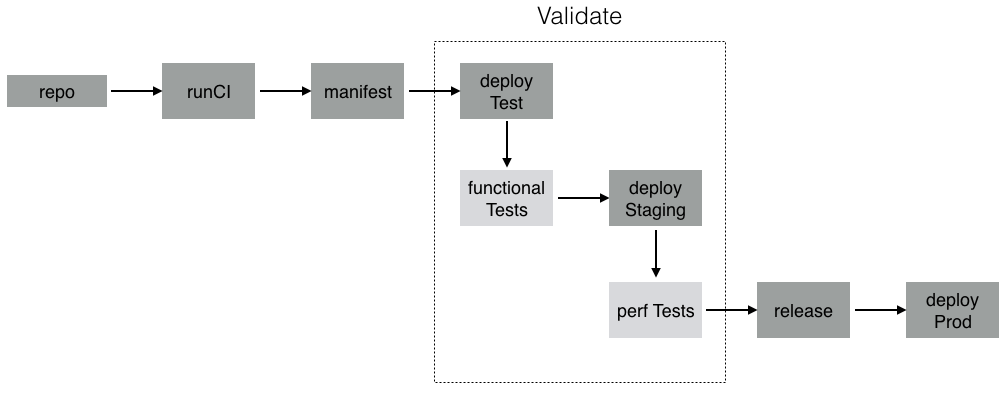 Validate
repo
runCI
manifest
deploy
Test
functional
Tests
deploy
Staging
perf Tests
release
deploy
Prod